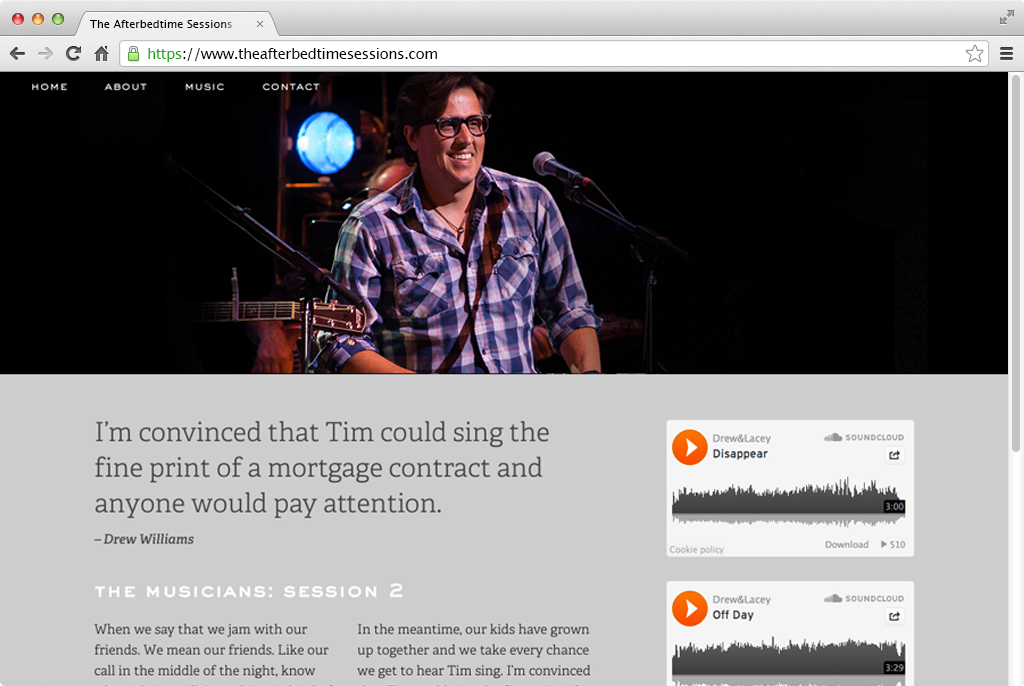 The Afterbedtime Sessions
https://www.theafterbedtimesessions.com
HOME ABOUT MUSIC CONTACT
I'm convinced that Tim could sing the
fine print of a mortgage contract and
anyone would pay attention.
– Drew Williams
THE MUSICIANS: SESSION 2
When we say that we jam with our
friends. We mean our friends. Like our
call in the middle of the night, know
In the meantime, our kids have grown
up together and we take every chance
we get to hear Tim sing. I'm convinced
Drew&Lacey
SOUNDCLOUD
Disappear
3:00
Cookie policy
Download 510
Drew&Lacey
SOUNDCLOUD
Off Day
3:29